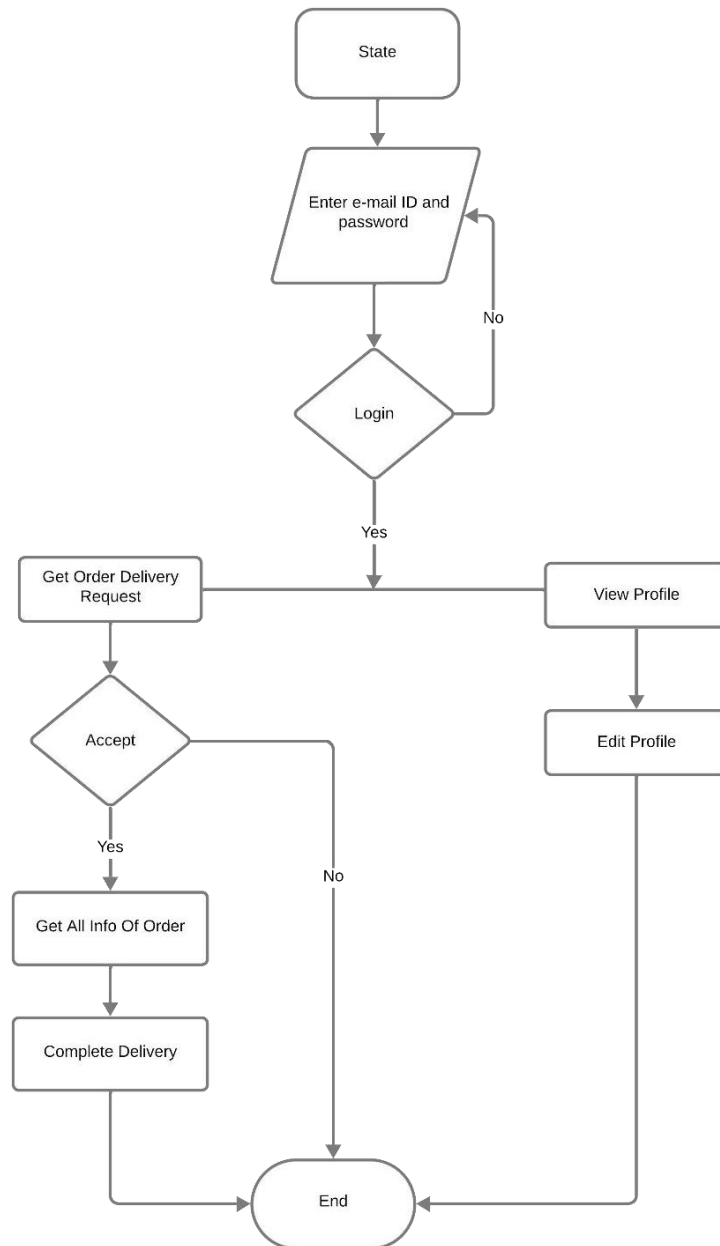 State
Enter e-mail ID and
password
No
Login
Yes
Get Order Delivery
Request
View Profile
Accept
Edit Profile
Yes
No
Get All Info Of Order
Complete Delivery
End